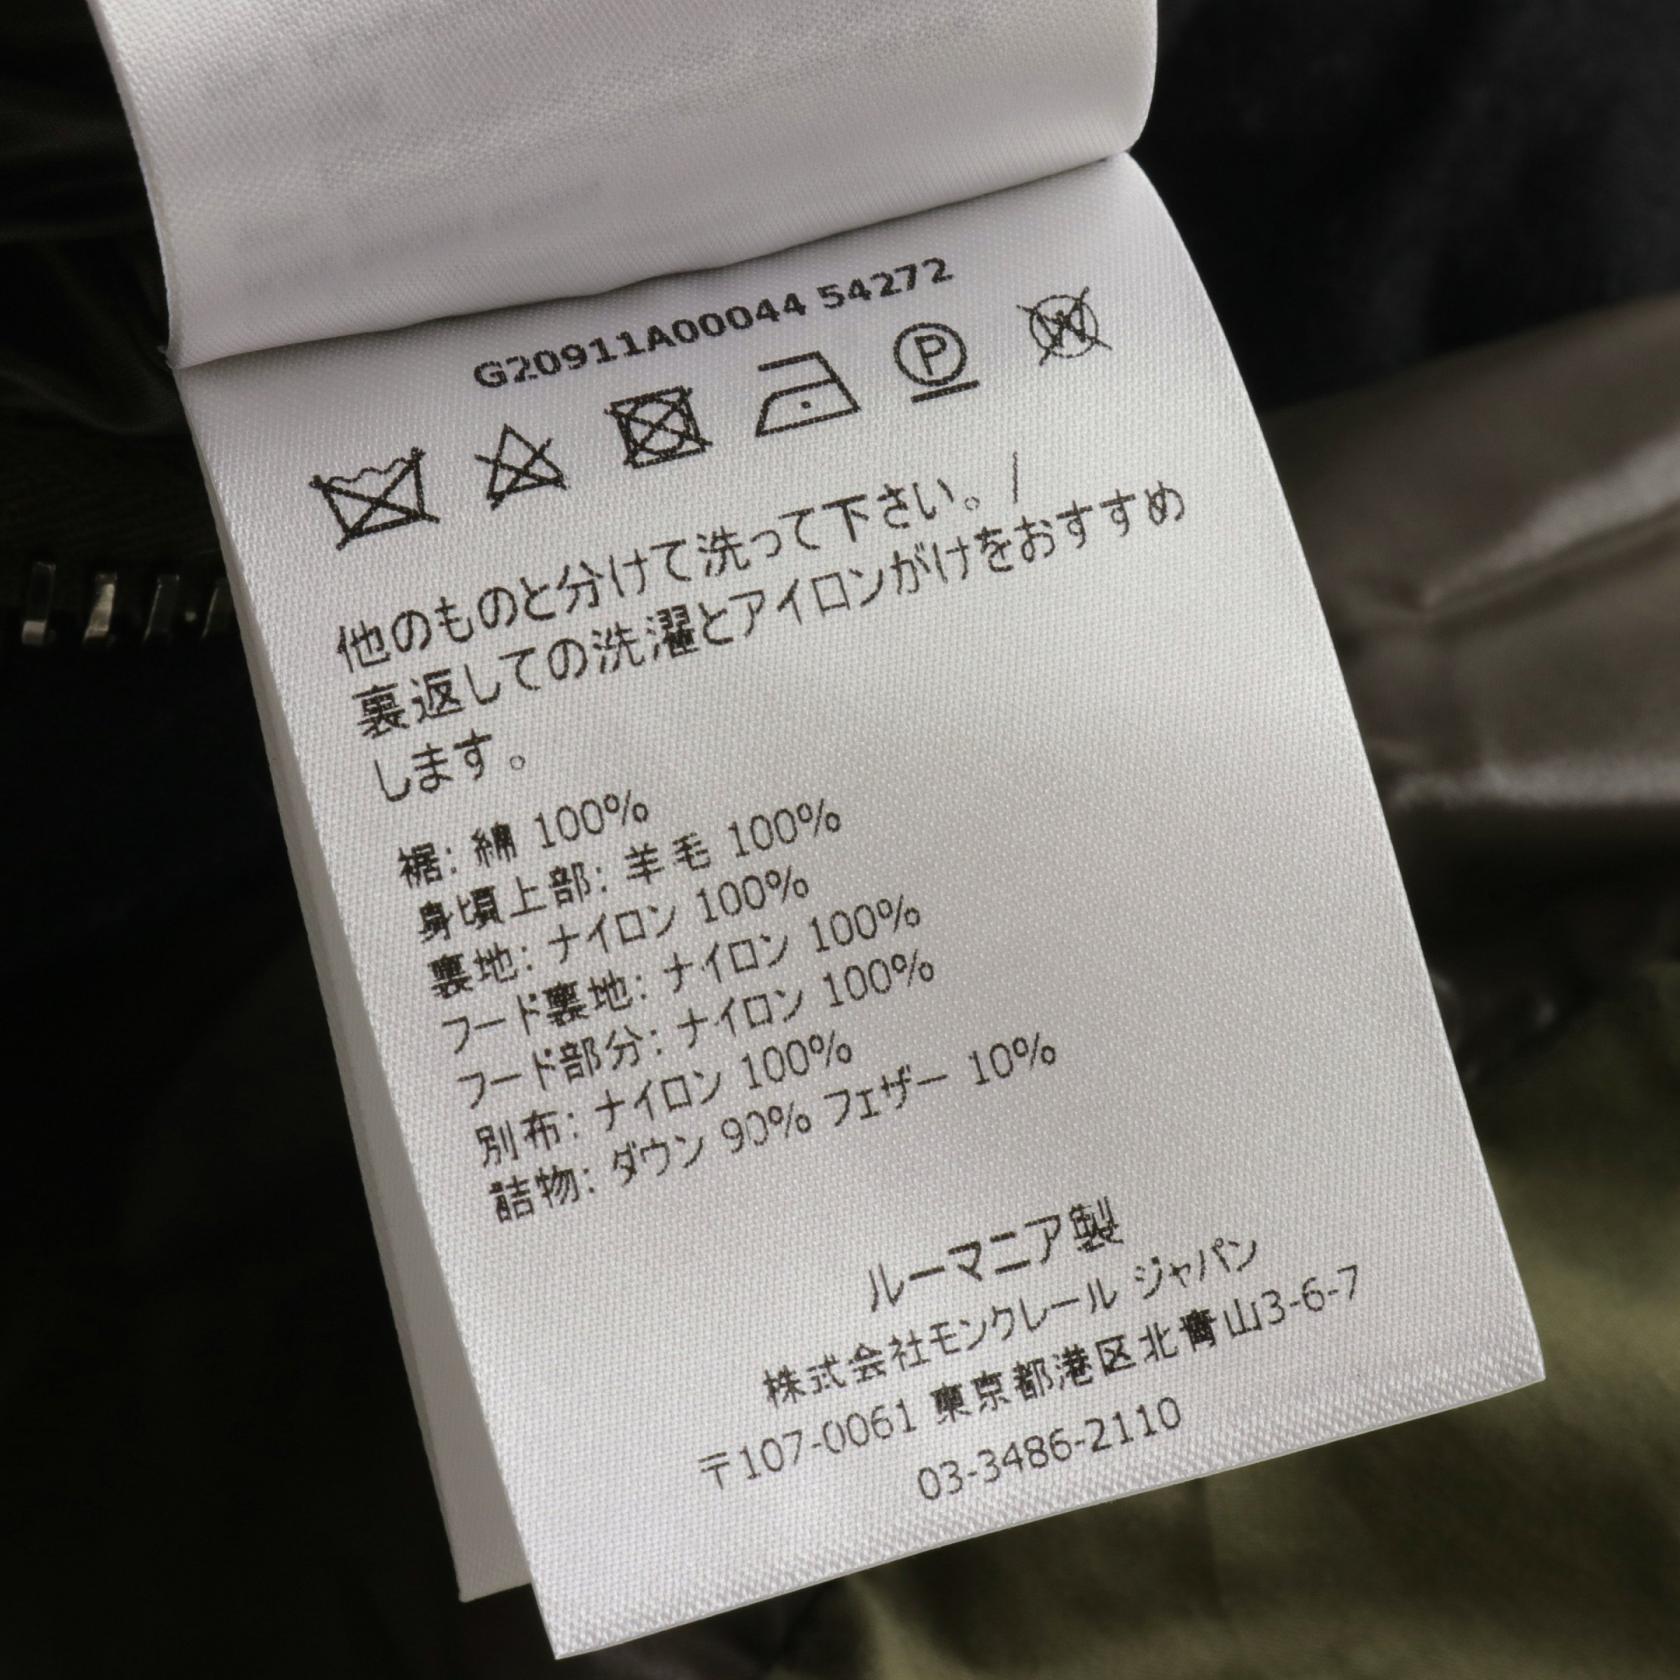 G20911A00044 54272
P W
他のものと分けて洗って下さい。/
裏返しての洗濯とアイロンがけをおすすめ
します。
裾: 綿 100%
身頃上部: 羊毛 100%
裏地: ナイロン 100%
フード裏地: ナイロン 100%
フード部分: ナイロン 100%
別布: ナイロン 100%
詰物: ダウン 90% フェザー 10%
ルーマニア製
株式会社モンクレール ジャパン
〒107-0061 東京都港区北青山3-6-7
03-3486-2110